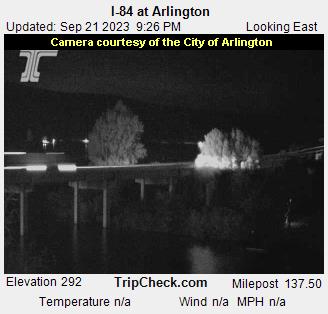 I-84 at Arlington
Updated: Sep 21 2023 9:26 PM Looking East
Camera courtesy of the City of Arlington
Elevation 292 TripCheck.com Milepost 137.50
Temperature n/a Wind n/a MPH n/a